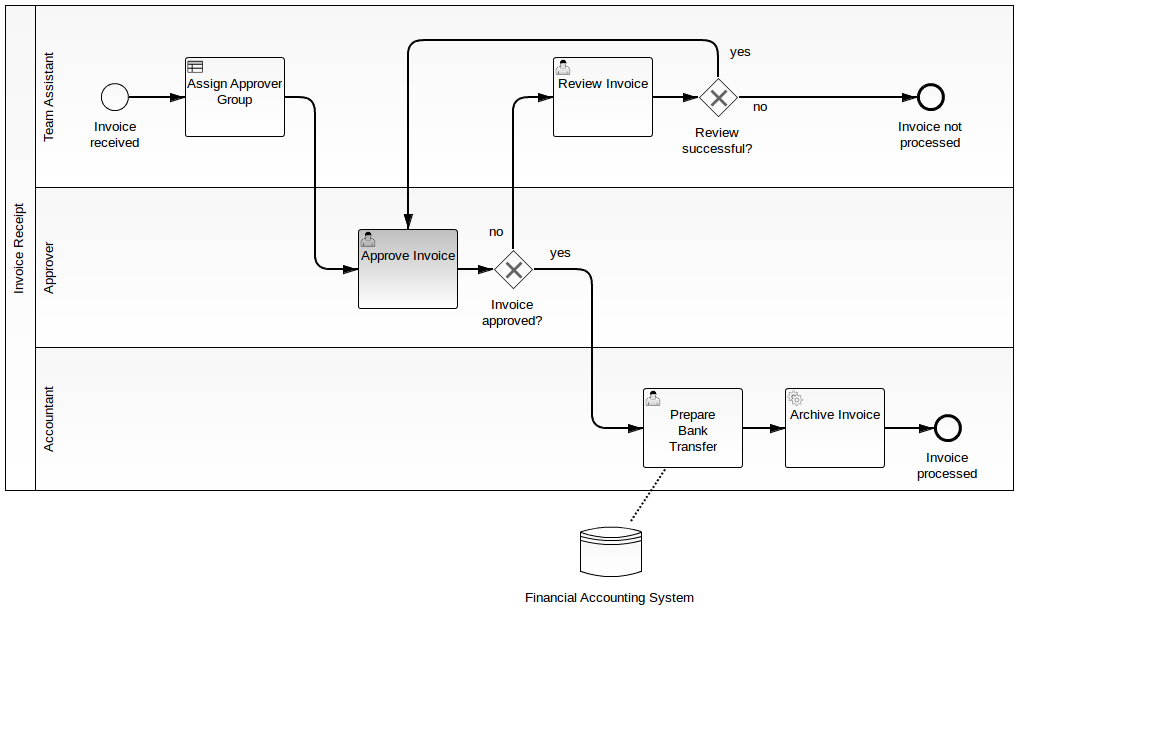 Invoice Receipt
Team Assistant
Invoice
received
Assign Approver
Group
Review Invoice
yes
no
Review
successful?
Invoice not
processed
Approver
Approve Invoice
no
yes
Invoice
approved?
Accountant
Prepare
Bank
Transfer
Archive Invoice
Invoice
processed
Financial Accounting System